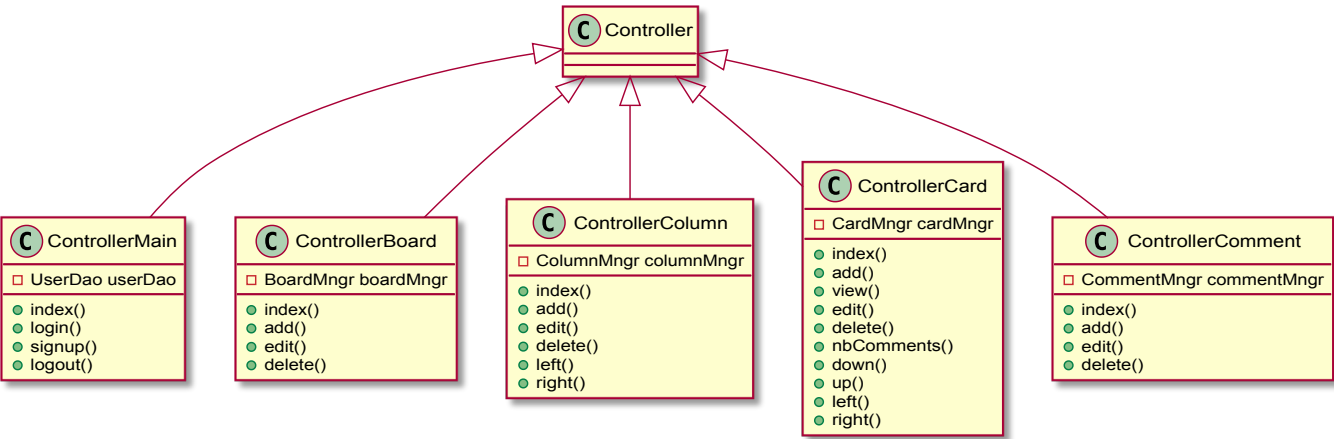 C Controller
C ControllerMain
UserDao userDao
index()
login()
signup()
logout()
C ControllerBoard
BoardMngr boardMngr
index()
add()
edit()
delete()
C ControllerColumn
ColumnMngr columnMngr
index()
add()
edit()
delete()
left()
right()
C ControllerCard
CardMngr cardMngr
index()
add()
view()
edit()
delete()
nbComments()
down()
up()
left()
right()
C ControllerComment
CommentMngr commentMngr
index()
add()
edit()
delete()